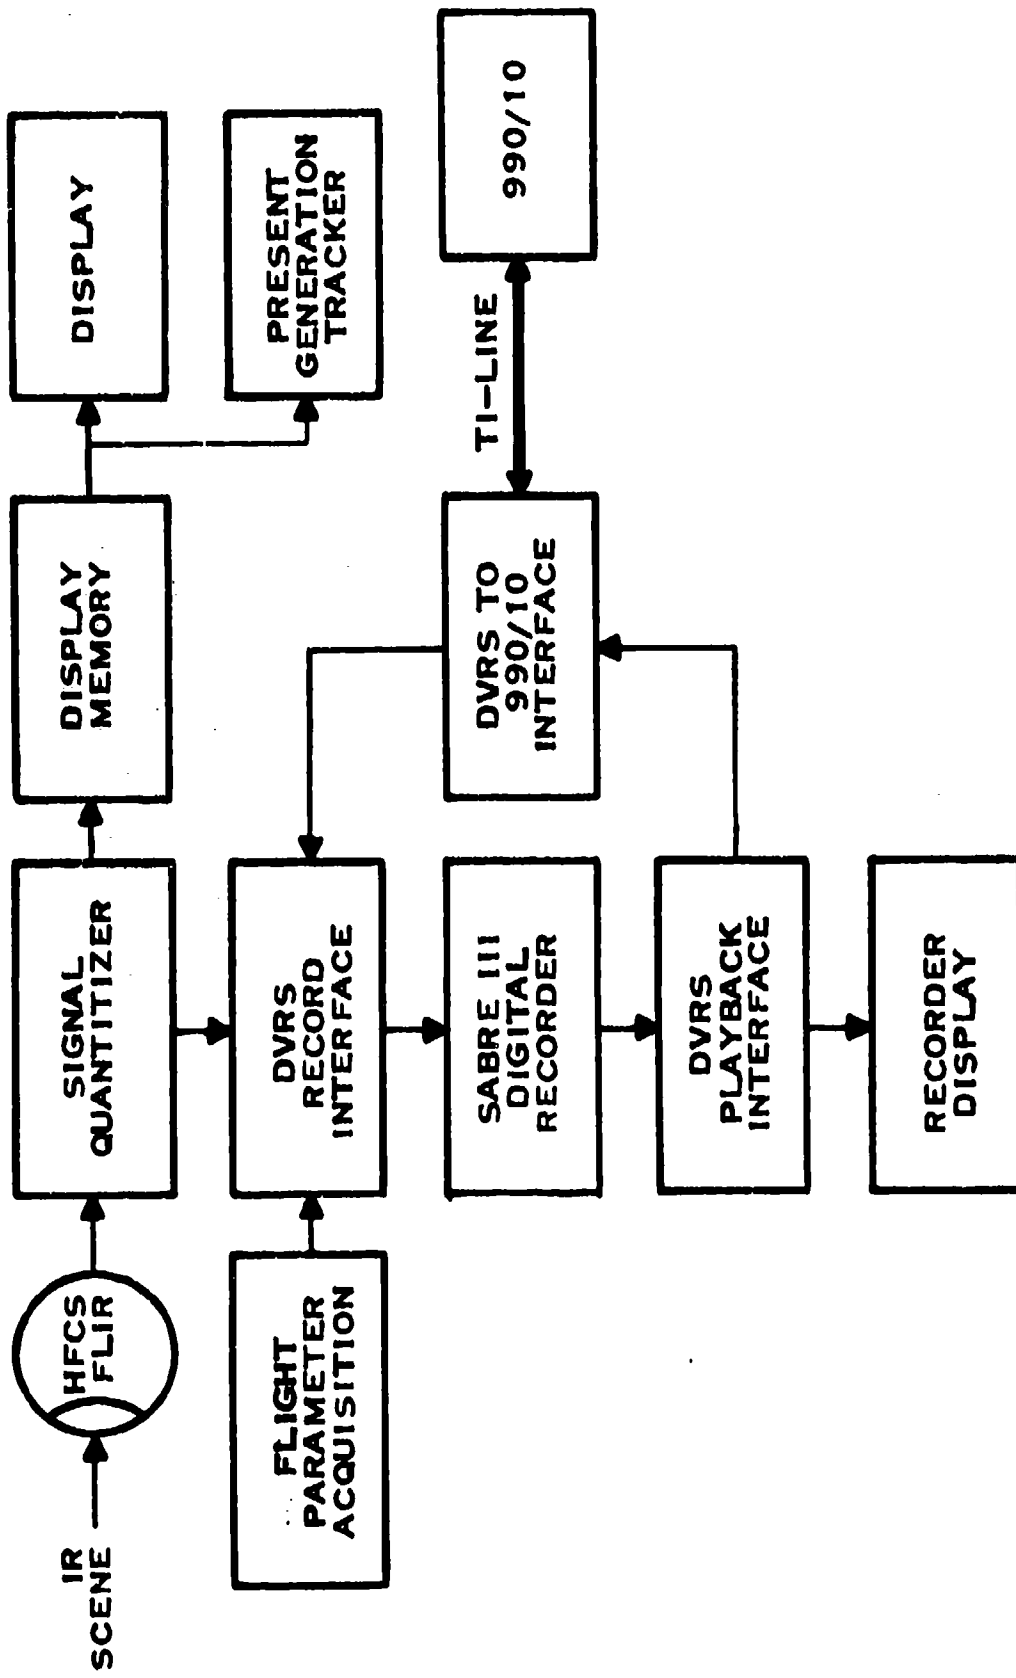 IR
SCENE
HFCS
FLIR
SIGNAL
QUANTITIZER
DISPLAY
MEMORY
DISPLAY
FLIGHT
PARAMETER
ACQUISITION
DVRS
RECORD
INTERFACE
PRESENT
GENERATION
TRACKER
SABRE III
DIGITAL
RECORDER
DVRS TO
990/10
INTERFACE
TI-LINE
990/10
DVRS
PLAYBACK
INTERFACE
RECORDER
DISPLAY